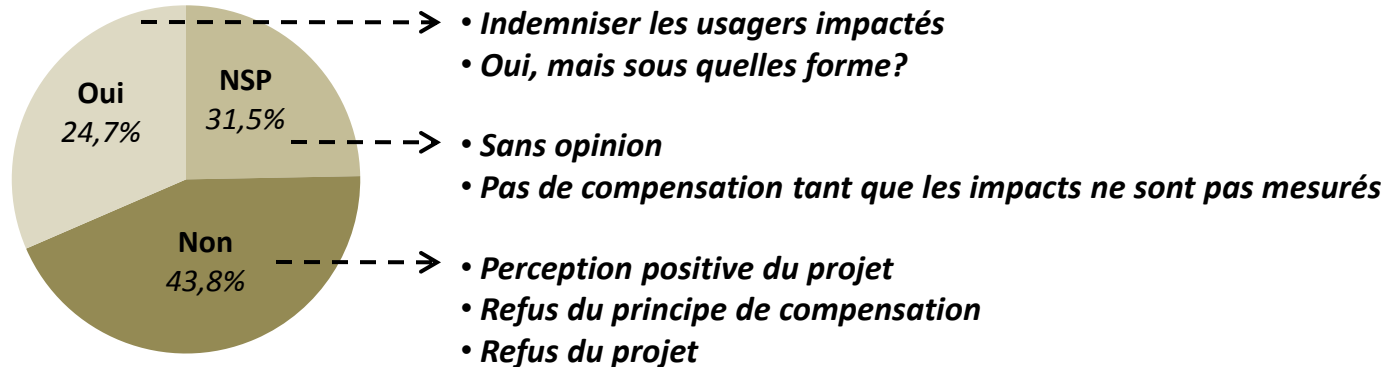 Oui
24,7%
NSP
31,5%
Non
43,8%
• Indemniser les usagers impactés
• Oui, mais sous quelles forme?
• Sans opinion
• Pas de compensation tant que les impacts ne sont pas mesurés
• Perception positive du projet
• Refus du principe de compensation
• Refus du projet